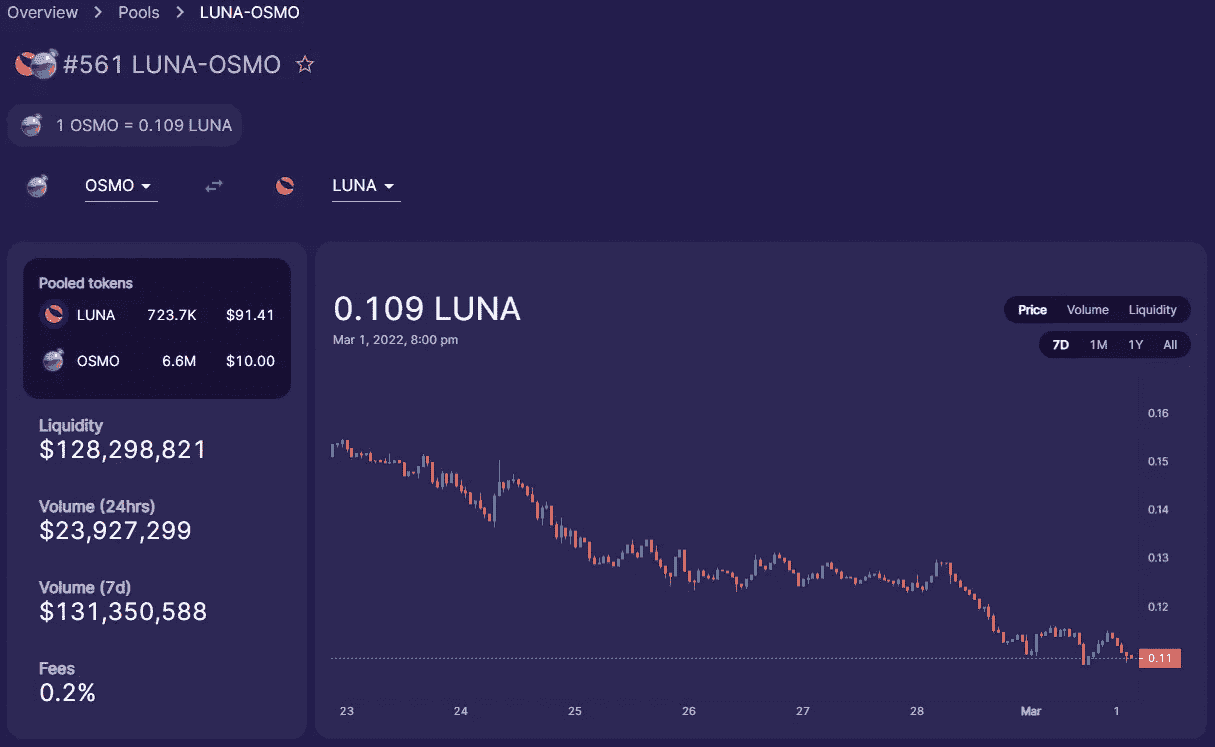 Overview > Pools > LUNA-OSMO
#561 LUNA-OSMO
1 OSMO = 0.109 LUNA
OSMO LUNA
Pooled tokens
LUNA 723.7K $91.41
OSMO 6.6M $10.00
Liquidity
$128,298,821
Volume (24hrs)
$23,927,299
Volume (7d)
$131,350,588
Fees
0.2%
0.109 LUNA
Mar 1, 2022, 8:00 pm
Price Volume Liquidity
7D 1M 1Y All
0.16
0.15
0.14
0.13
0.12
0.11
23 24 25 26 27 28 Mar 1